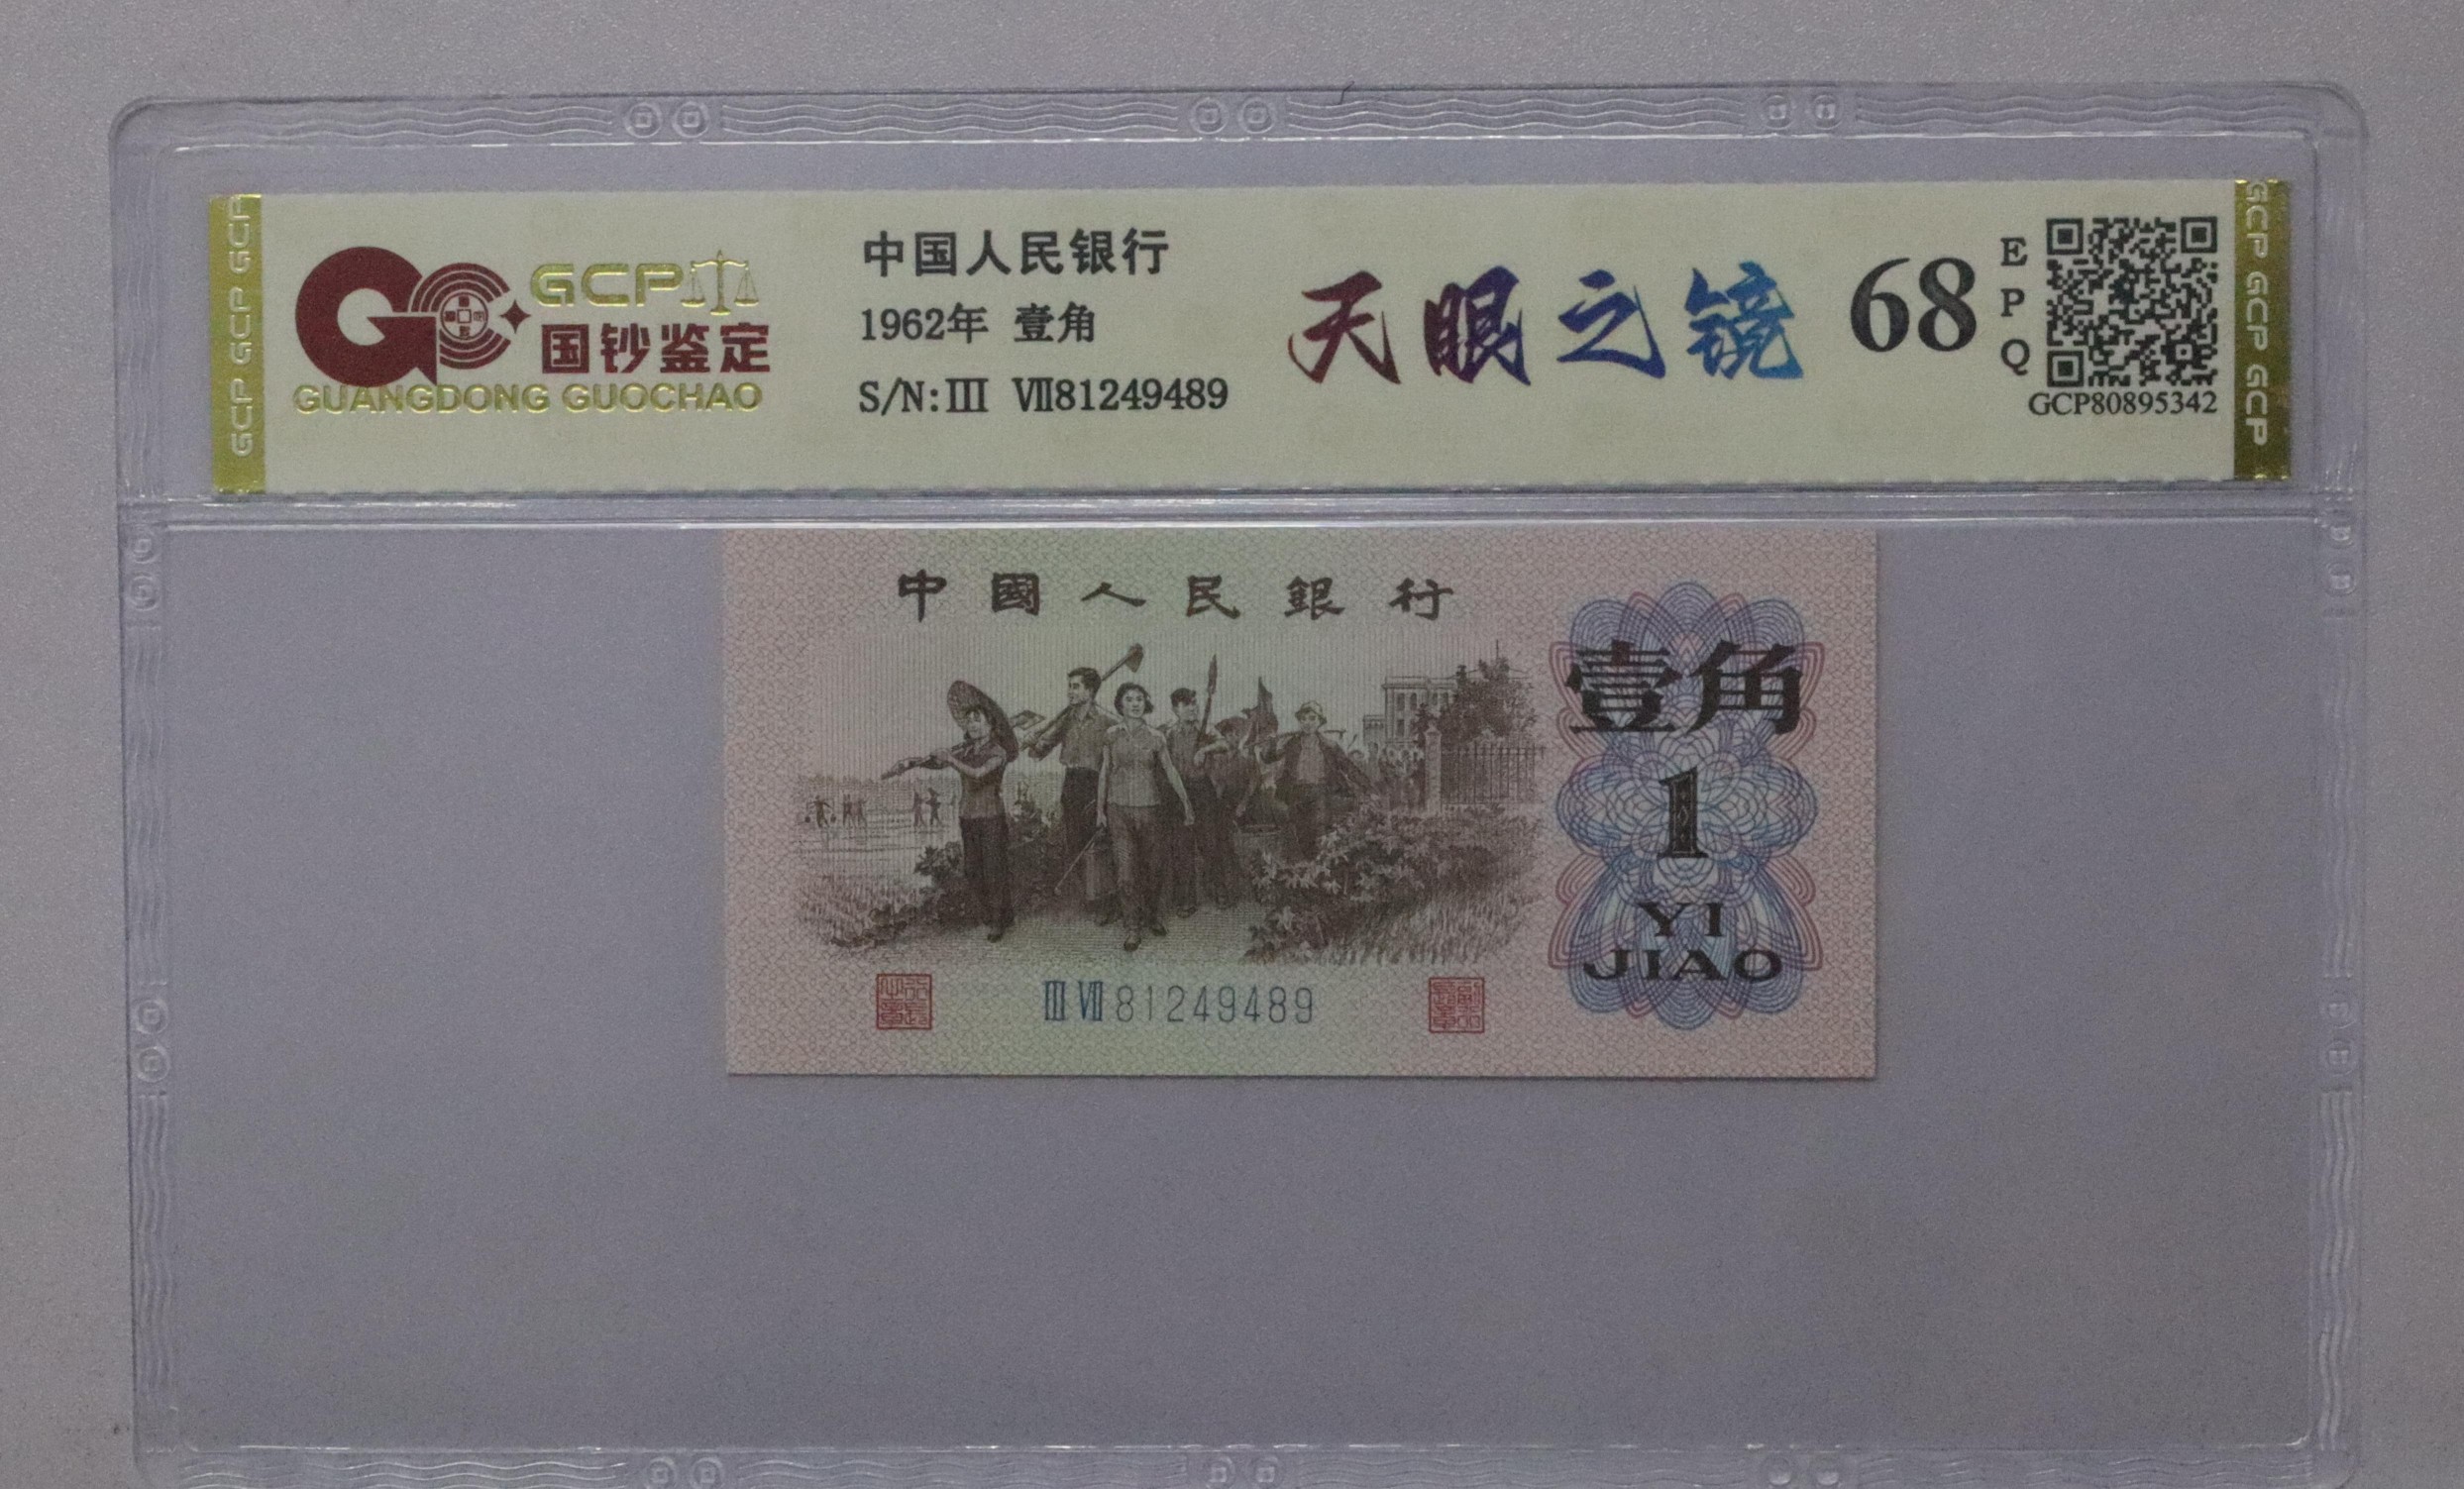 GCP
国钞鉴定
GUANGDONG GUOCHAO
中国人民银行
1962年 壹角
S/N:III VII81249489
天眼之镜
68
E
P
Q
GCP80895342
GCP GCP GCP
GCP GCP GCP
中國人民銀行
壹角
1
YI
JIAO
III VII 81249489